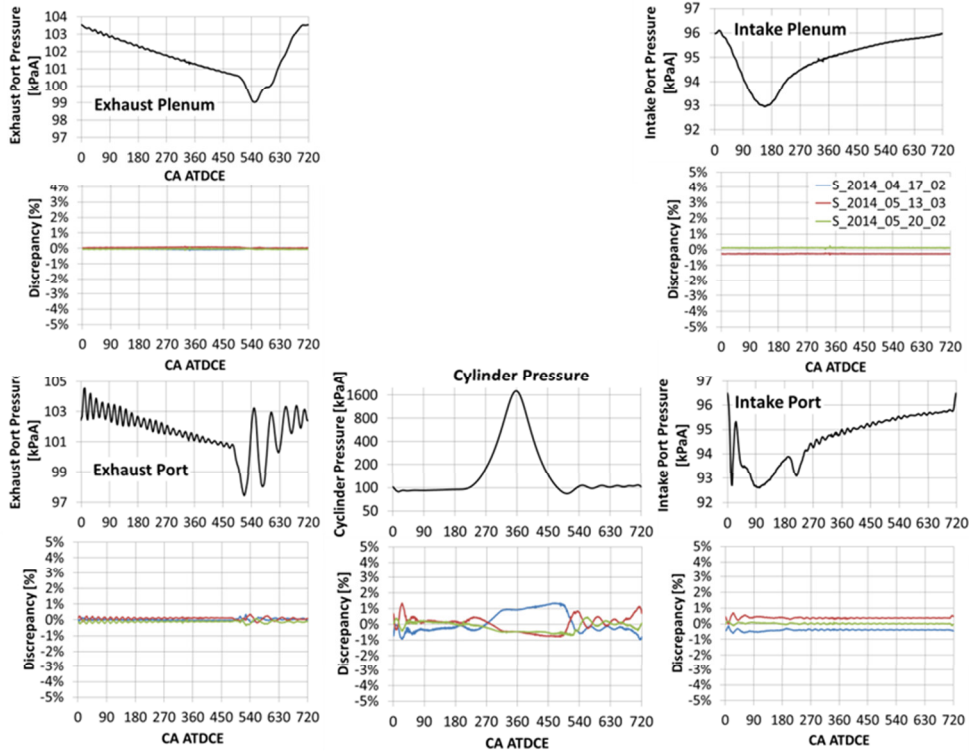 Exhaust Port Pressure
[kPaA]
104
103
102
101
100
99
98
97
Exhaust Plenum
0 90 180 270 360 450 540 630 720
CA ATDCE
Discrepancy [%]
4%
3%
2%
1%
0%
-1%
-2%
-3%
-4%
-5%
0 90 180 270 360 450 540 630 720
CA ATDCE
Intake Port Pressure
[kPaA]
97
96
95
94
93
92
Intake Plenum
0 90 180 270 360 450 540 630 720
Discrepancy [%]
5%
4%
3%
2%
1%
0%
-1%
-2%
-3%
-4%
-5%
S_2014_04_17_02
S_2014_05_13_03
S_2014_05_20_02
0 90 180 270 360 450 540 630 720
CA ATDCE
Exhaust Port Pressure
[kPaA]
105
103
101
99
97
Exhaust Port
0 90 180 270 360 450 540 630 720
Discrepancy [%]
5%
4%
3%
2%
1%
0%
-1%
-2%
-3%
-4%
-5%
0 90 180 270 360 450 540 630 720
CA ATDCE
Cylinder Pressure
Cyclinder Pressure [kPaA]
1600
800
400
200
100
50
0 90 180 270 360 450 540 630 720
Discrepancy [%]
5%
4%
3%
2%
1%
0%
-1%
-2%
-3%
-4%
-5%
0 90 180 270 360 450 540 630 720
CA ATDCE
Intake Port Pressure
[kPaA]
97
96
95
94
93
92
Intake Port
0 90 180 270 360 450 540 630 720
Discrepancy [%]
5%
4%
3%
2%
1%
0%
-1%
-2%
-3%
-4%
-5%
0 90 180 270 360 450 540 630 720
CA ATDCE